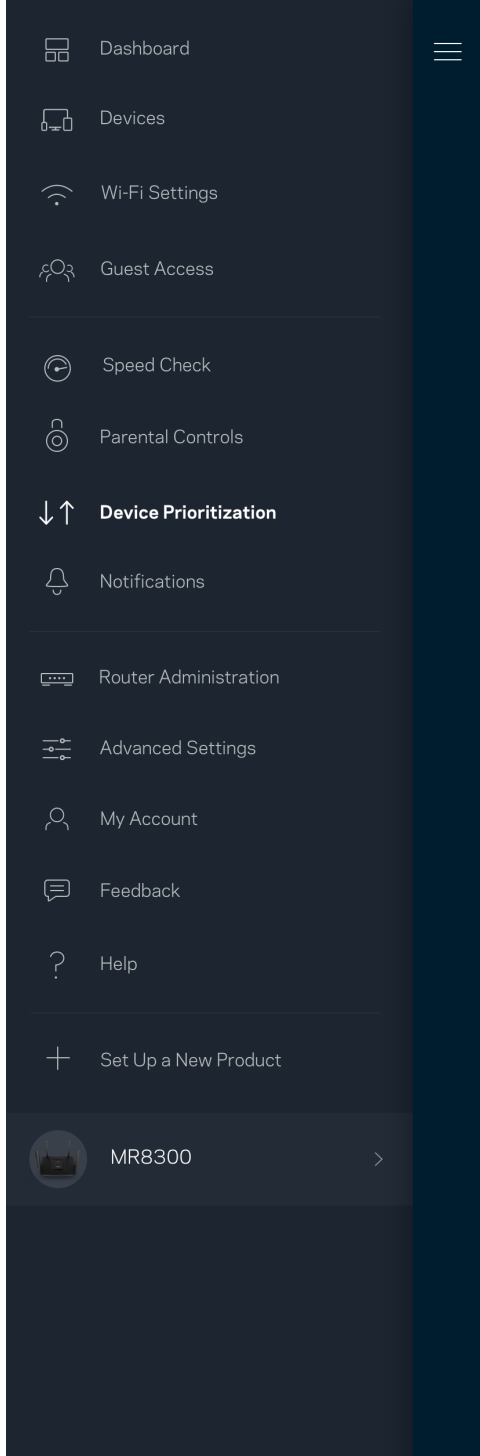 Dashboard
Devices
Wi-Fi Settings
Guest Access
Speed Check
Parental Controls
Device Prioritization
Notifications
Router Administration
Advanced Settings
My Account
Feedback
Help
Set Up a New Product
MR8300